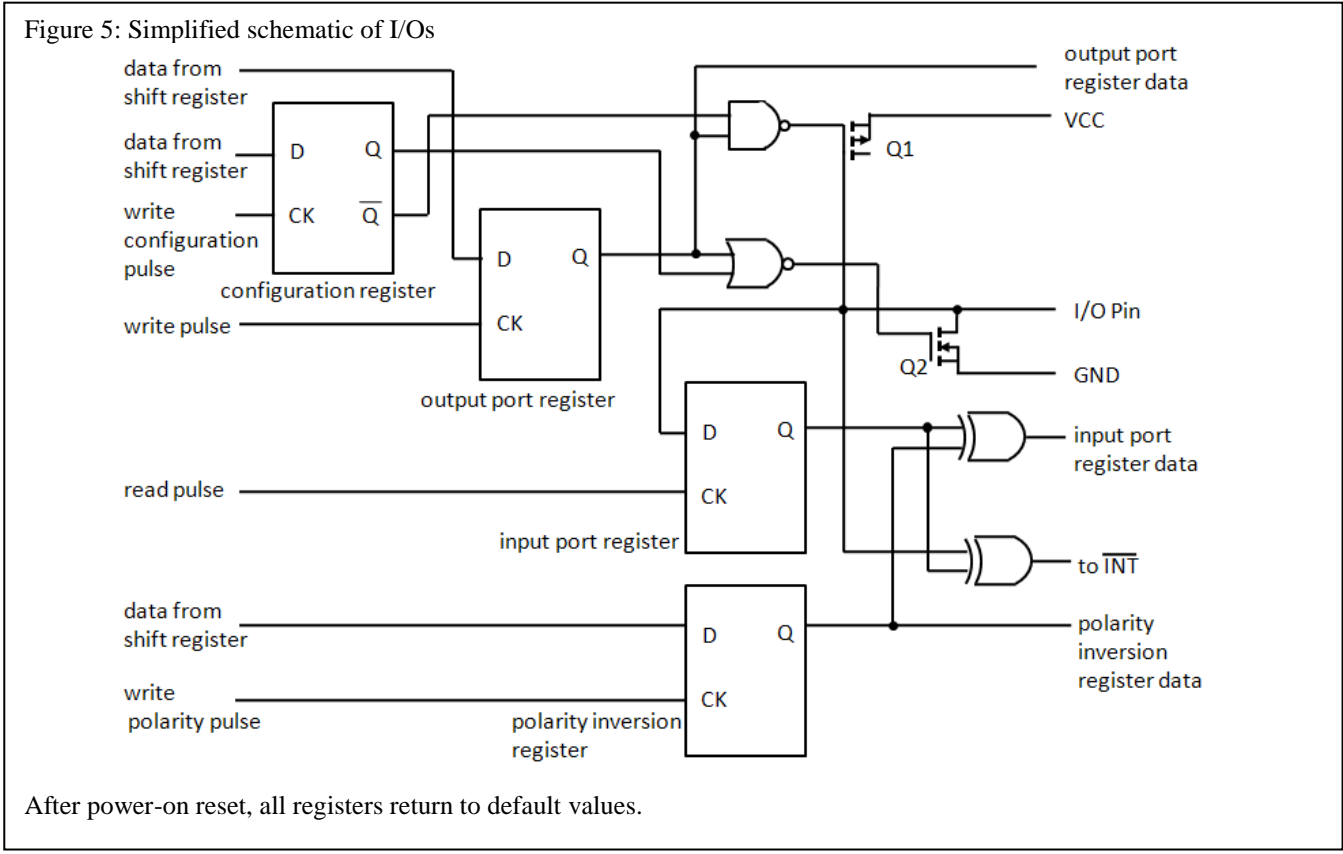 Figure 5: Simplified schematic of I/Os
data from
shift register
output port
register data
VCC
Q1
data from
shift register
D
Q
write
configuration
pulse
CK
Q
configuration register
D
Q
write pulse
CK
output port register
I/O Pin
Q2
GND
D
Q
input port
register data
read pulse
CK
input port register
to INT
data from
shift register
D
Q
polarity
inversion
register data
write
polarity pulse
CK
polarity inversion
register
After power-on reset, all registers return to default values.